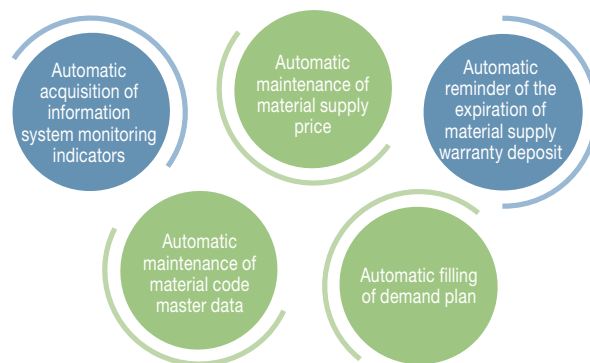 Automatic
acquisition of
information
system monitoring
indicators
Automatic
maintenance of
material supply
price
Automatic
reminder of the
expiration of
material supply
warranty deposit
Automatic
maintenance of
material code
master data
Automatic filling
of demand plan